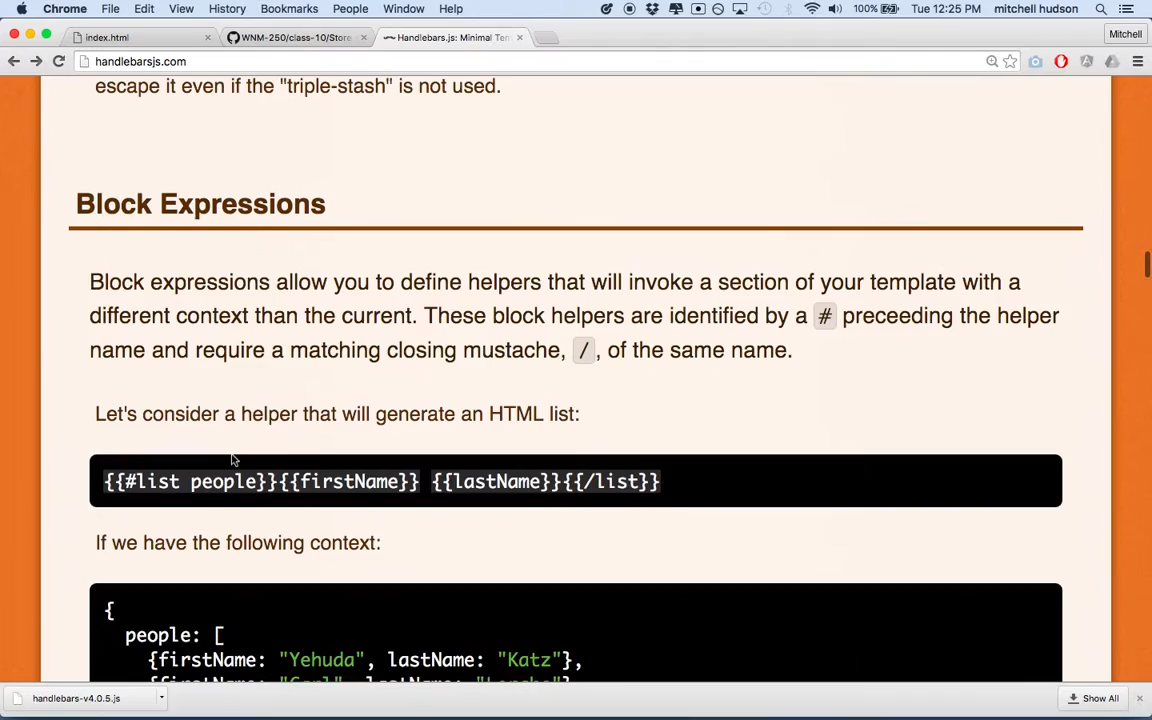 Chrome File Edit View History Bookmarks People Window Help 100% Tue 12:25 PM mitchell hudson
index.html × WNM-250/class-10/Store × Handlebars.js: Minimal Tem × Mitchell
handlebarsjs.com
escape it even if the "triple-stash" is not used.
Block Expressions
Block expressions allow you to define helpers that will invoke a section of your template with a
different context than the current. These block helpers are identified by a # preceeding the helper
name and require a matching closing mustache, /, of the same name.
Let's consider a helper that will generate an HTML list:
{{#list people}}{{firstName}} {{lastName}}{{/list}}
If we have the following context:
{
people: [
{firstName: "Yehuda", lastName: "Katz"},
handlebars-v4.0.5.js Show All ×